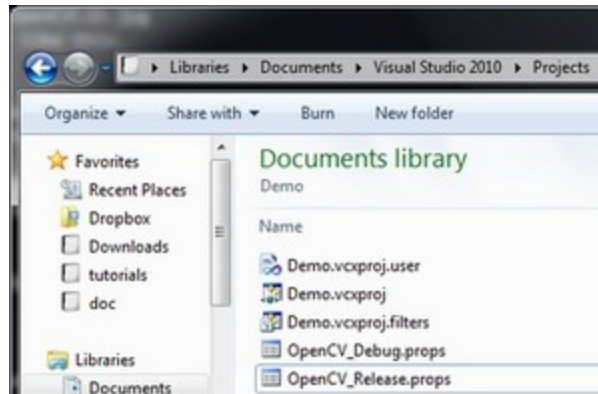 Libraries ▸ Documents ▸ Visual Studio 2010 ▸ Projects
Organize Share with Burn New folder
Favorites
Recent Places
Dropbox
Downloads
tutorials
doc
Libraries
Documents
Documents library
Demo
Name
Demo.vcxproj.user
Demo.vcxproj
Demo.vcxproj.filters
OpenCV_Debug.props
OpenCV_Release.props